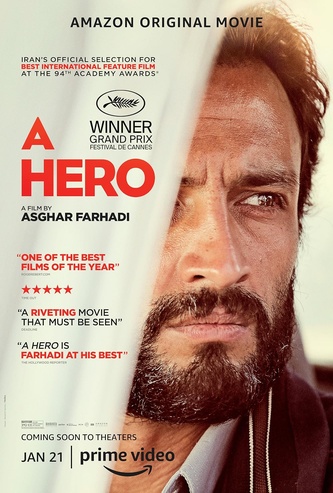 AMAZON ORIGINAL MOVIE
IRAN'S OFFICIAL SELECTION FOR
BEST INTERNATIONAL FEATURE FILM
AT THE 94TH ACADEMY AWARDS®
WINNER
GRAND PRIX
FESTIVAL DE CANNES
A
HERO
A FILM BY
ASGHAR FARHADI
"ONE OF THE BEST
FILMS OF THE YEAR"
★★★★★
TIME OUT
"A RIVETING MOVIE
THAT MUST BE SEEN"
DEADLINE
"A HERO IS
FARHADI AT HIS BEST"
THE HOLLYWOOD REPORTER
COMING SOON TO THEATERS
JAN 21 | prime video